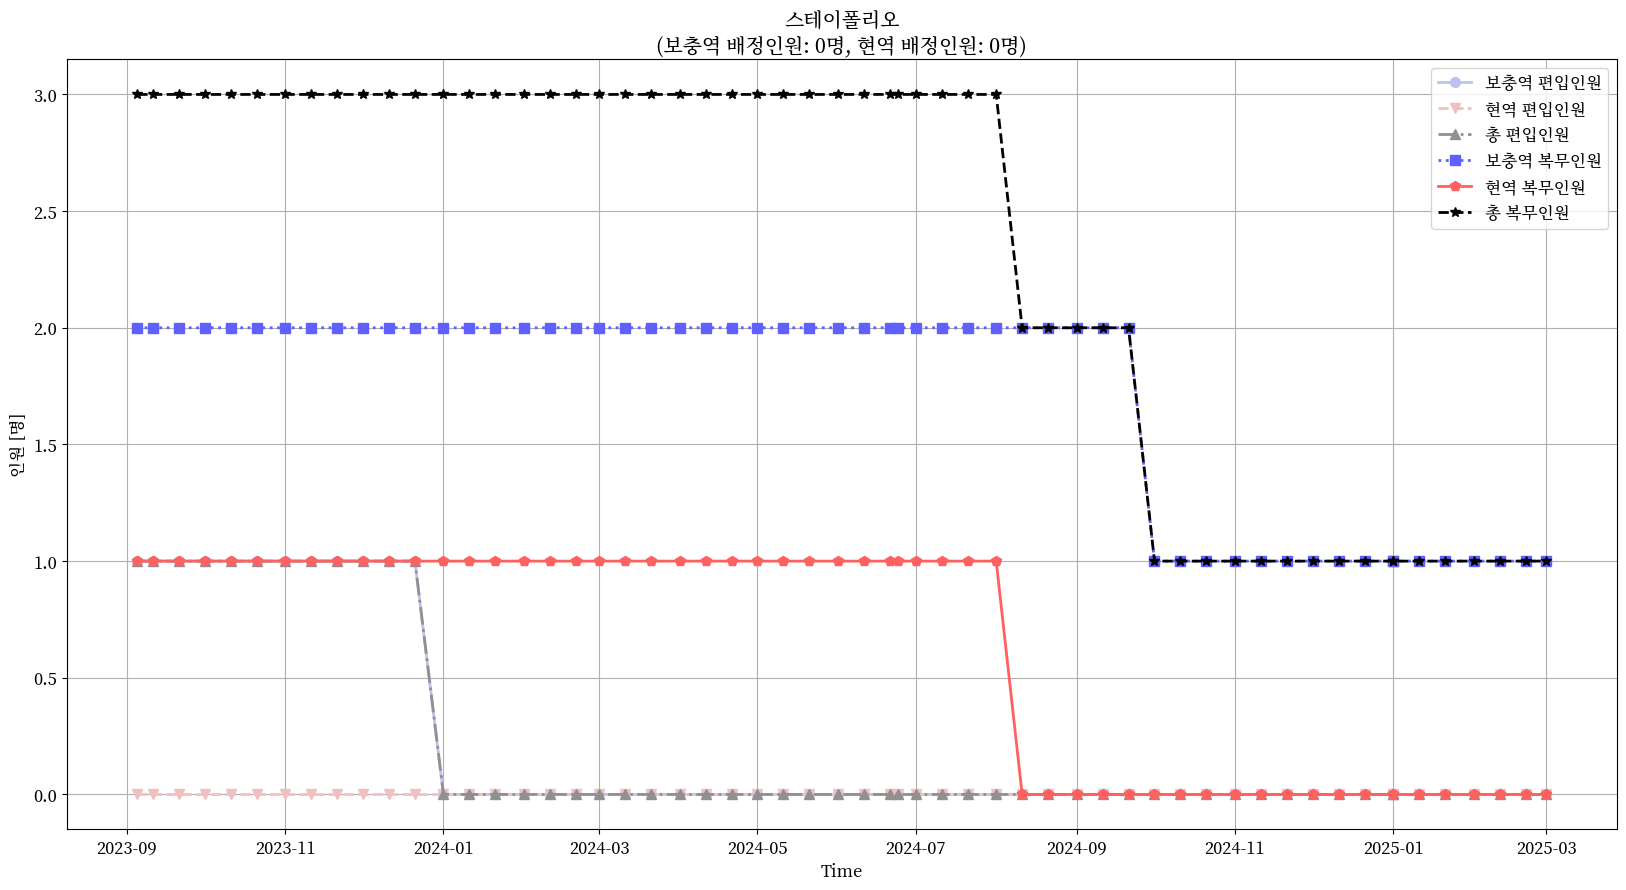 스테이폴리오
(보충역 배정인원: 0명, 현역 배정인원: 0명)
보충역 편입인원
현역 편입인원
총 편입인원
보충역 복무인원
현역 복무인원
총 복무인원
인원 [명]
3.0
2.5
2.0
1.5
1.0
0.5
0.0
2023-09
2023-11
2024-01
2024-03
2024-05
2024-07
2024-09
2024-11
2025-01
2025-03
Time